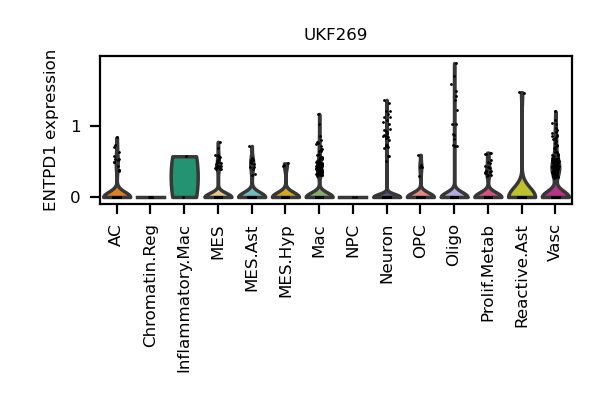 UKF269
ENTPD1 expression
1
0
AC
Chromatin.Reg
Inflammatory.Mac
MES
MES.Ast
MES.Hyp
Mac
NPC
Neuron
OPC
Oligo
Prolif.Metab
Reactive.Ast
Vasc